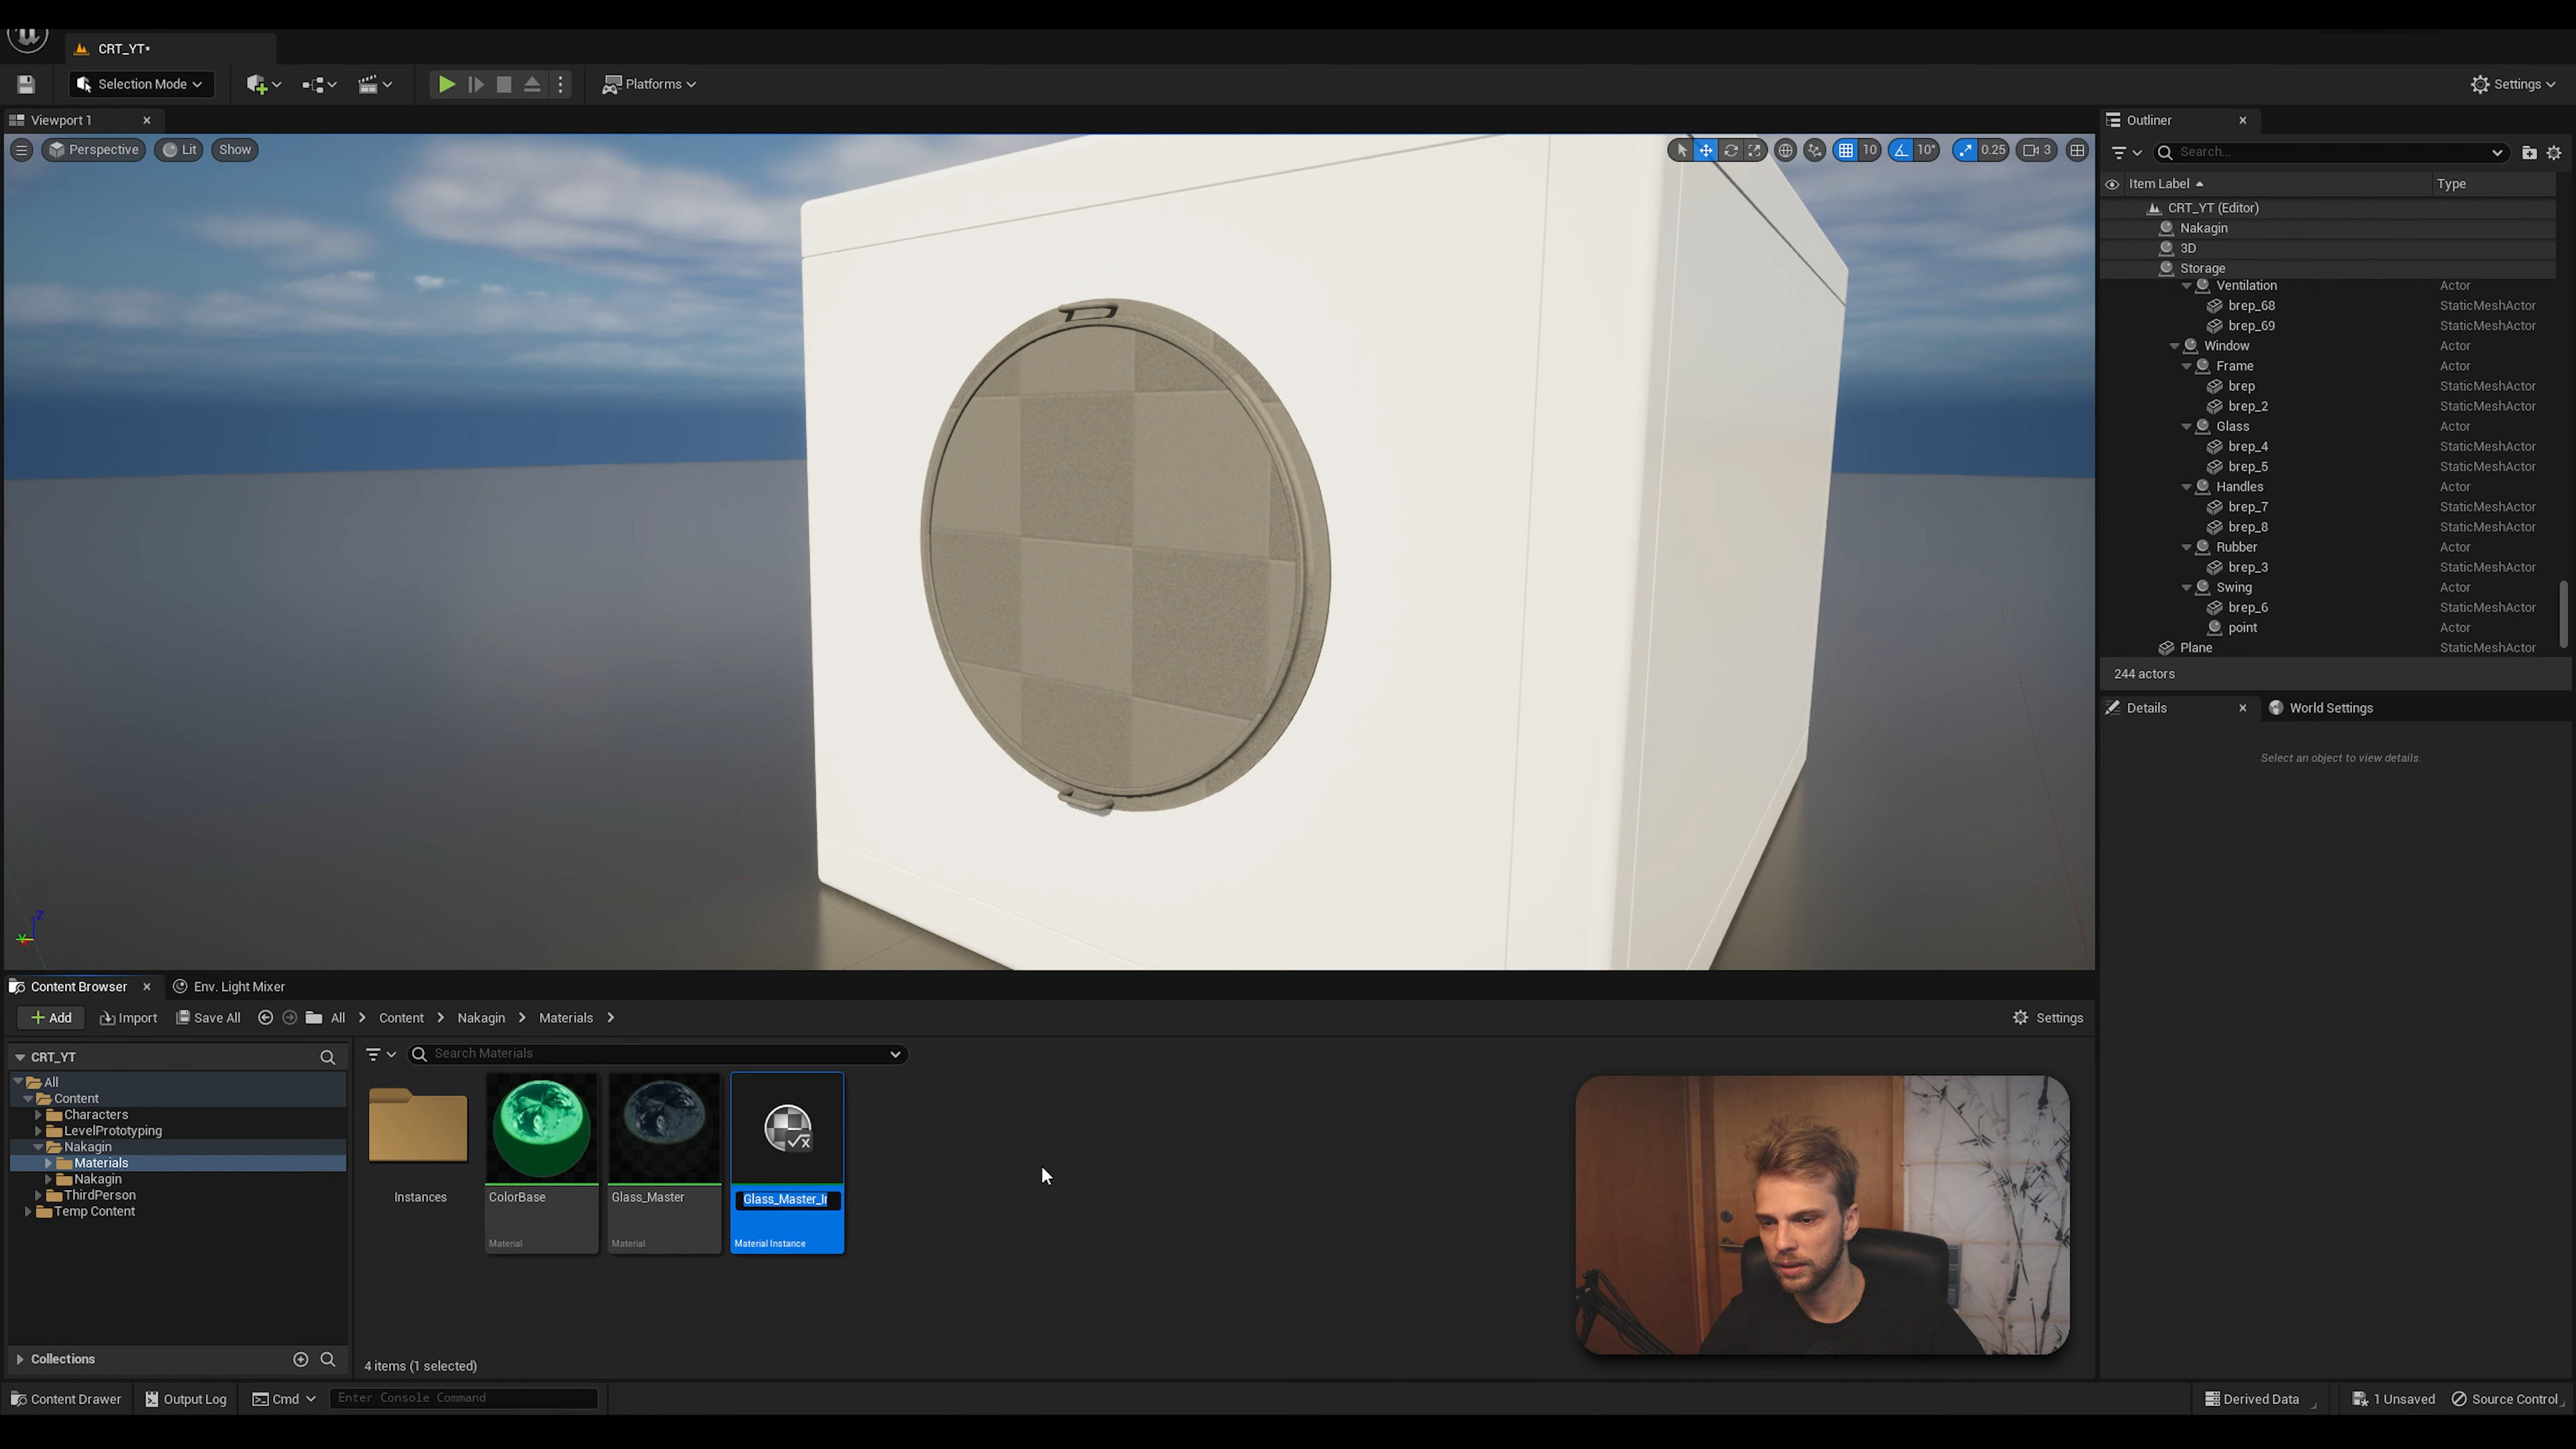 CRT_YT*
Selection Mode
Platforms
Settings
Viewport 1
Perspective
Lit
Show
10
10°
0.25
3
Outliner
Search...
Item Label
Type
CRT_YT (Editor)
Nakagin
3D
Storage
Ventilation Actor
brep_68 StaticMeshActor
brep_69 StaticMeshActor
Window Actor
Frame Actor
brep StaticMeshActor
brep_2 StaticMeshActor
Glass Actor
brep_4 StaticMeshActor
brep_5 StaticMeshActor
Handles Actor
brep_7 StaticMeshActor
brep_8 StaticMeshActor
Rubber Actor
brep_3 StaticMeshActor
Swing Actor
brep_6 StaticMeshActor
point Actor
Plane StaticMeshActor
244 actors
Details
World Settings
Select an object to view details.
Z
Y
Content Browser
Env. Light Mixer
Add
Import
Save All
All
Content
Nakagin
Materials
Settings
CRT_YT
All
Content
Characters
LevelPrototyping
Nakagin
Materials
Nakagin
ThirdPerson
Temp Content
Collections
Search Materials
Instances
ColorBase
Material
Glass_Master
Material
Glass_Master_I
Material Instance
4 items (1 selected)
Content Drawer
Output Log
Cmd
Enter Console Command
Derived Data
1 Unsaved
Source Control